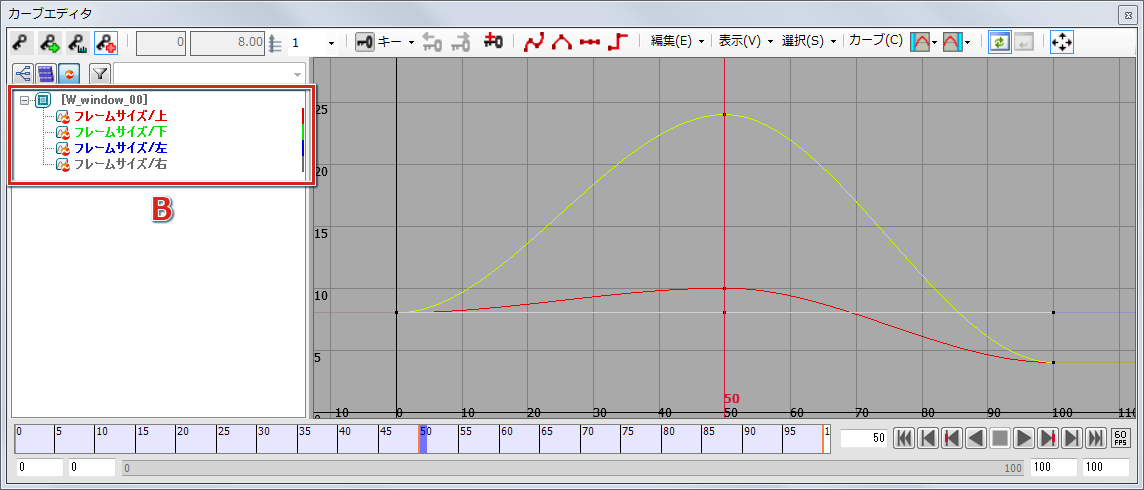 カーブエディタ
0 8.00 1 キー 編集(E) 表示(V) 選択(S) カーブ(C)
[W_window_00]
フレームサイズ/上
フレームサイズ/下
フレームサイズ/左
フレームサイズ/右
B
25
20
15
10
5
0
10 0 10 20 30 40 50 60 70 80 90 100 110
50
0 5 10 15 20 25 30 35 40 45 50 55 60 65 70 75 80 85 90 95 1
50
60 FPS
0 0 0 100 100 100